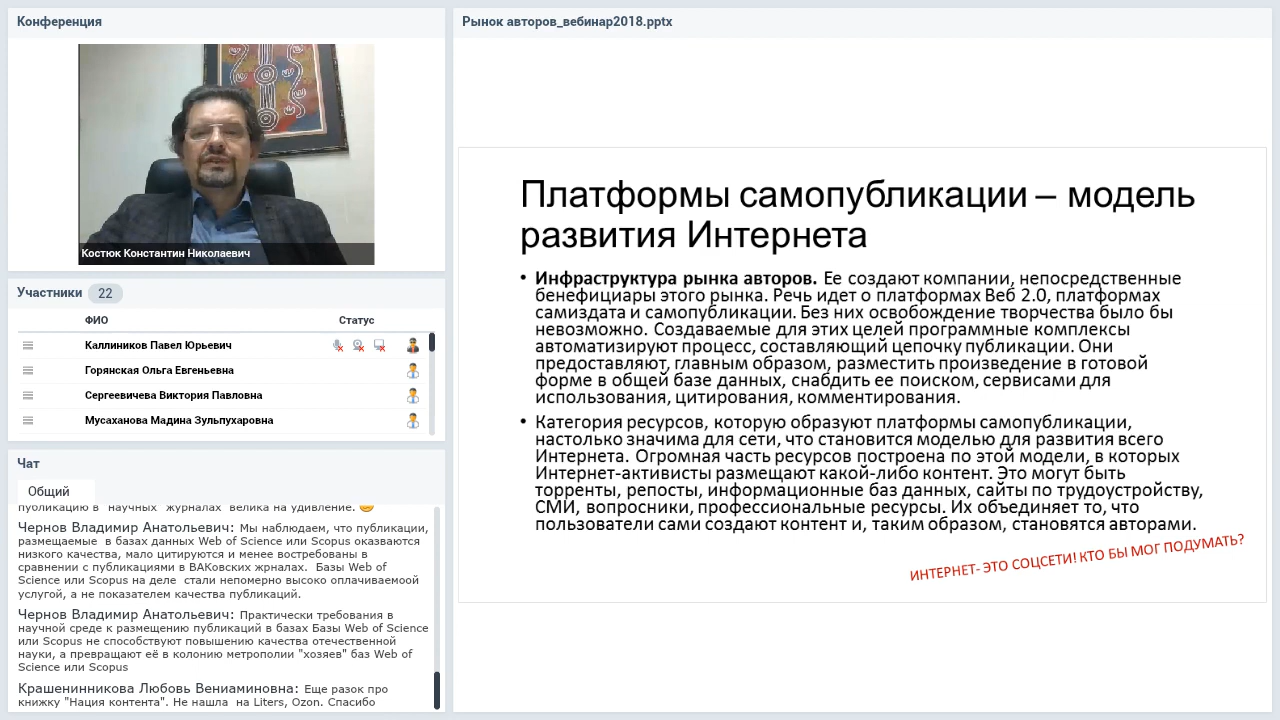 Конференция
Костюк Константин Николаевич
Участники 22
ФИО Статус
Каллиников Павел Юрьевич
Горянская Ольга Евгеньевна
Сергеевичева Виктория Павловна
Мусаханова Мадина Зульпухаровна
Чат
Общий
публикацию в "научных" журналах велика на удивление.
Чернов Владимир Анатольевич: Мы наблюдаем, что публикации,
размещаемые в базах данных Web of Science или Scopus оказваются
низкого качества, мало цитируются и менее востребованы в
сравнении с публикациями в ВАКовских жрналах. Базы Web of
Science или Scopus на деле стали непомерно высоко оплачиваемоой
услугой, а не показателем качества публикаций.
Чернов Владимир Анатольевич: Практически требования в
научной среде к размещению публикаций в базах Базы Web of Science
или Scopus не способствуют повышению качества отечественной
науки, а превращают её в колонию метрополии "хозяев" баз Web of
Science или Scopus
Крашенинникова Любовь Вениаминовна: Еще разок про
книжку "Нация контента". Не нашла на Liters, Ozon. Спасибо
Рынок авторов_вебинар2018.pptx
Платформы самопубликации – модель
развития Интернета
• Инфраструктура рынка авторов. Ее создают компании, непосредственные
бенефициары этого рынка. Речь идет о платформах Веб 2.0, платформах
самиздата и самопубликации. Без них освобождение творчества было бы
невозможно. Создаваемые для этих целей программные комплексы
автоматизируют процесс, составляющий цепочку публикации. Они
предоставляют, главным образом, разместить произведение в готовой
форме в общей базе данных, снабдить ее поиском, сервисами для
использования, цитирования, комментирования.
• Категория ресурсов, которую образуют платформы самопубликации,
настолько значима для сети, что становится моделью для развития всего
Интернета. Огромная часть ресурсов построена по этой модели, в которых
Интернет-активисты размещают какой-либо контент. Это могут быть
торренты, репосты, информационные баз данных, сайты по трудоустройству,
СМИ, вопросники, профессиональные ресурсы. Их объединяет то, что
пользователи сами создают контент и, таким образом, становятся авторами.
ИНТЕРНЕТ- ЭТО СОЦСЕТИ! КТО БЫ МОГ ПОДУМАТЬ?